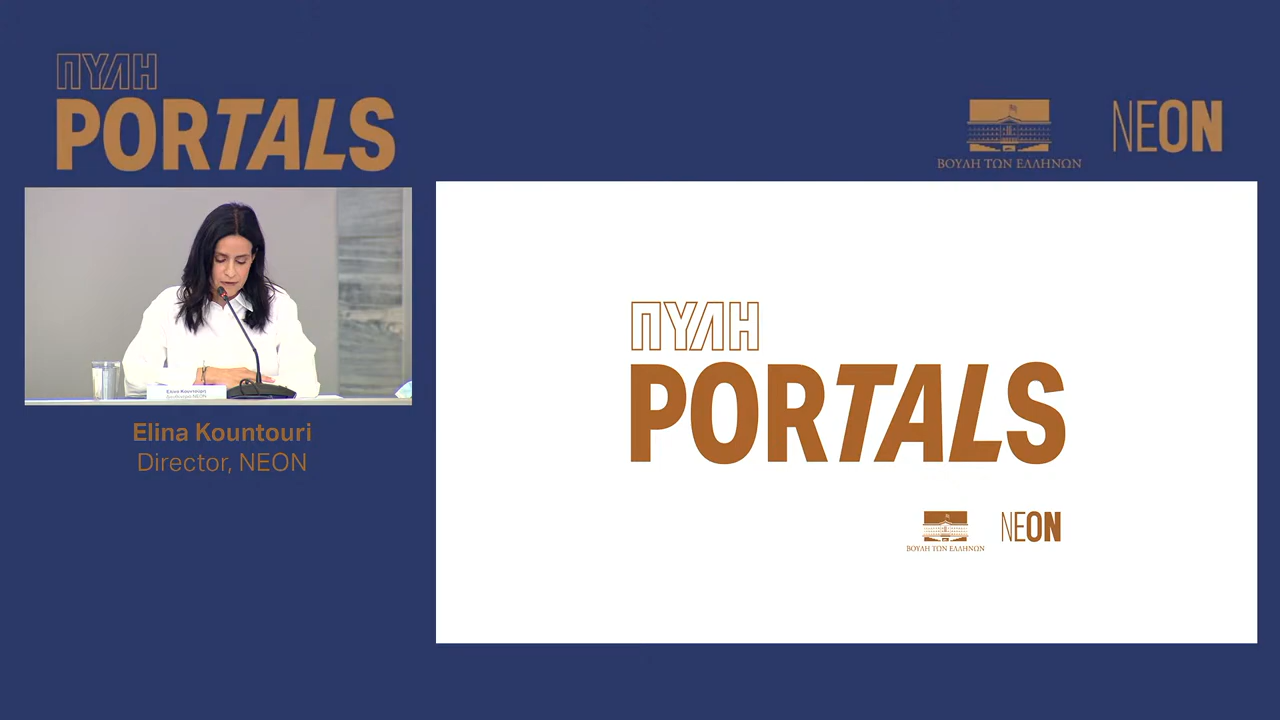 ΠΥΛΗ
PORTALS
ΒΟΥΛΗ ΤΩΝ ΕΛΛΗΝΩΝ
NEON
Elina Kountouri
Director, NEON
ΠΥΛΗ
PORTALS
ΒΟΥΛΗ ΤΩΝ ΕΛΛΗΝΩΝ
NEON